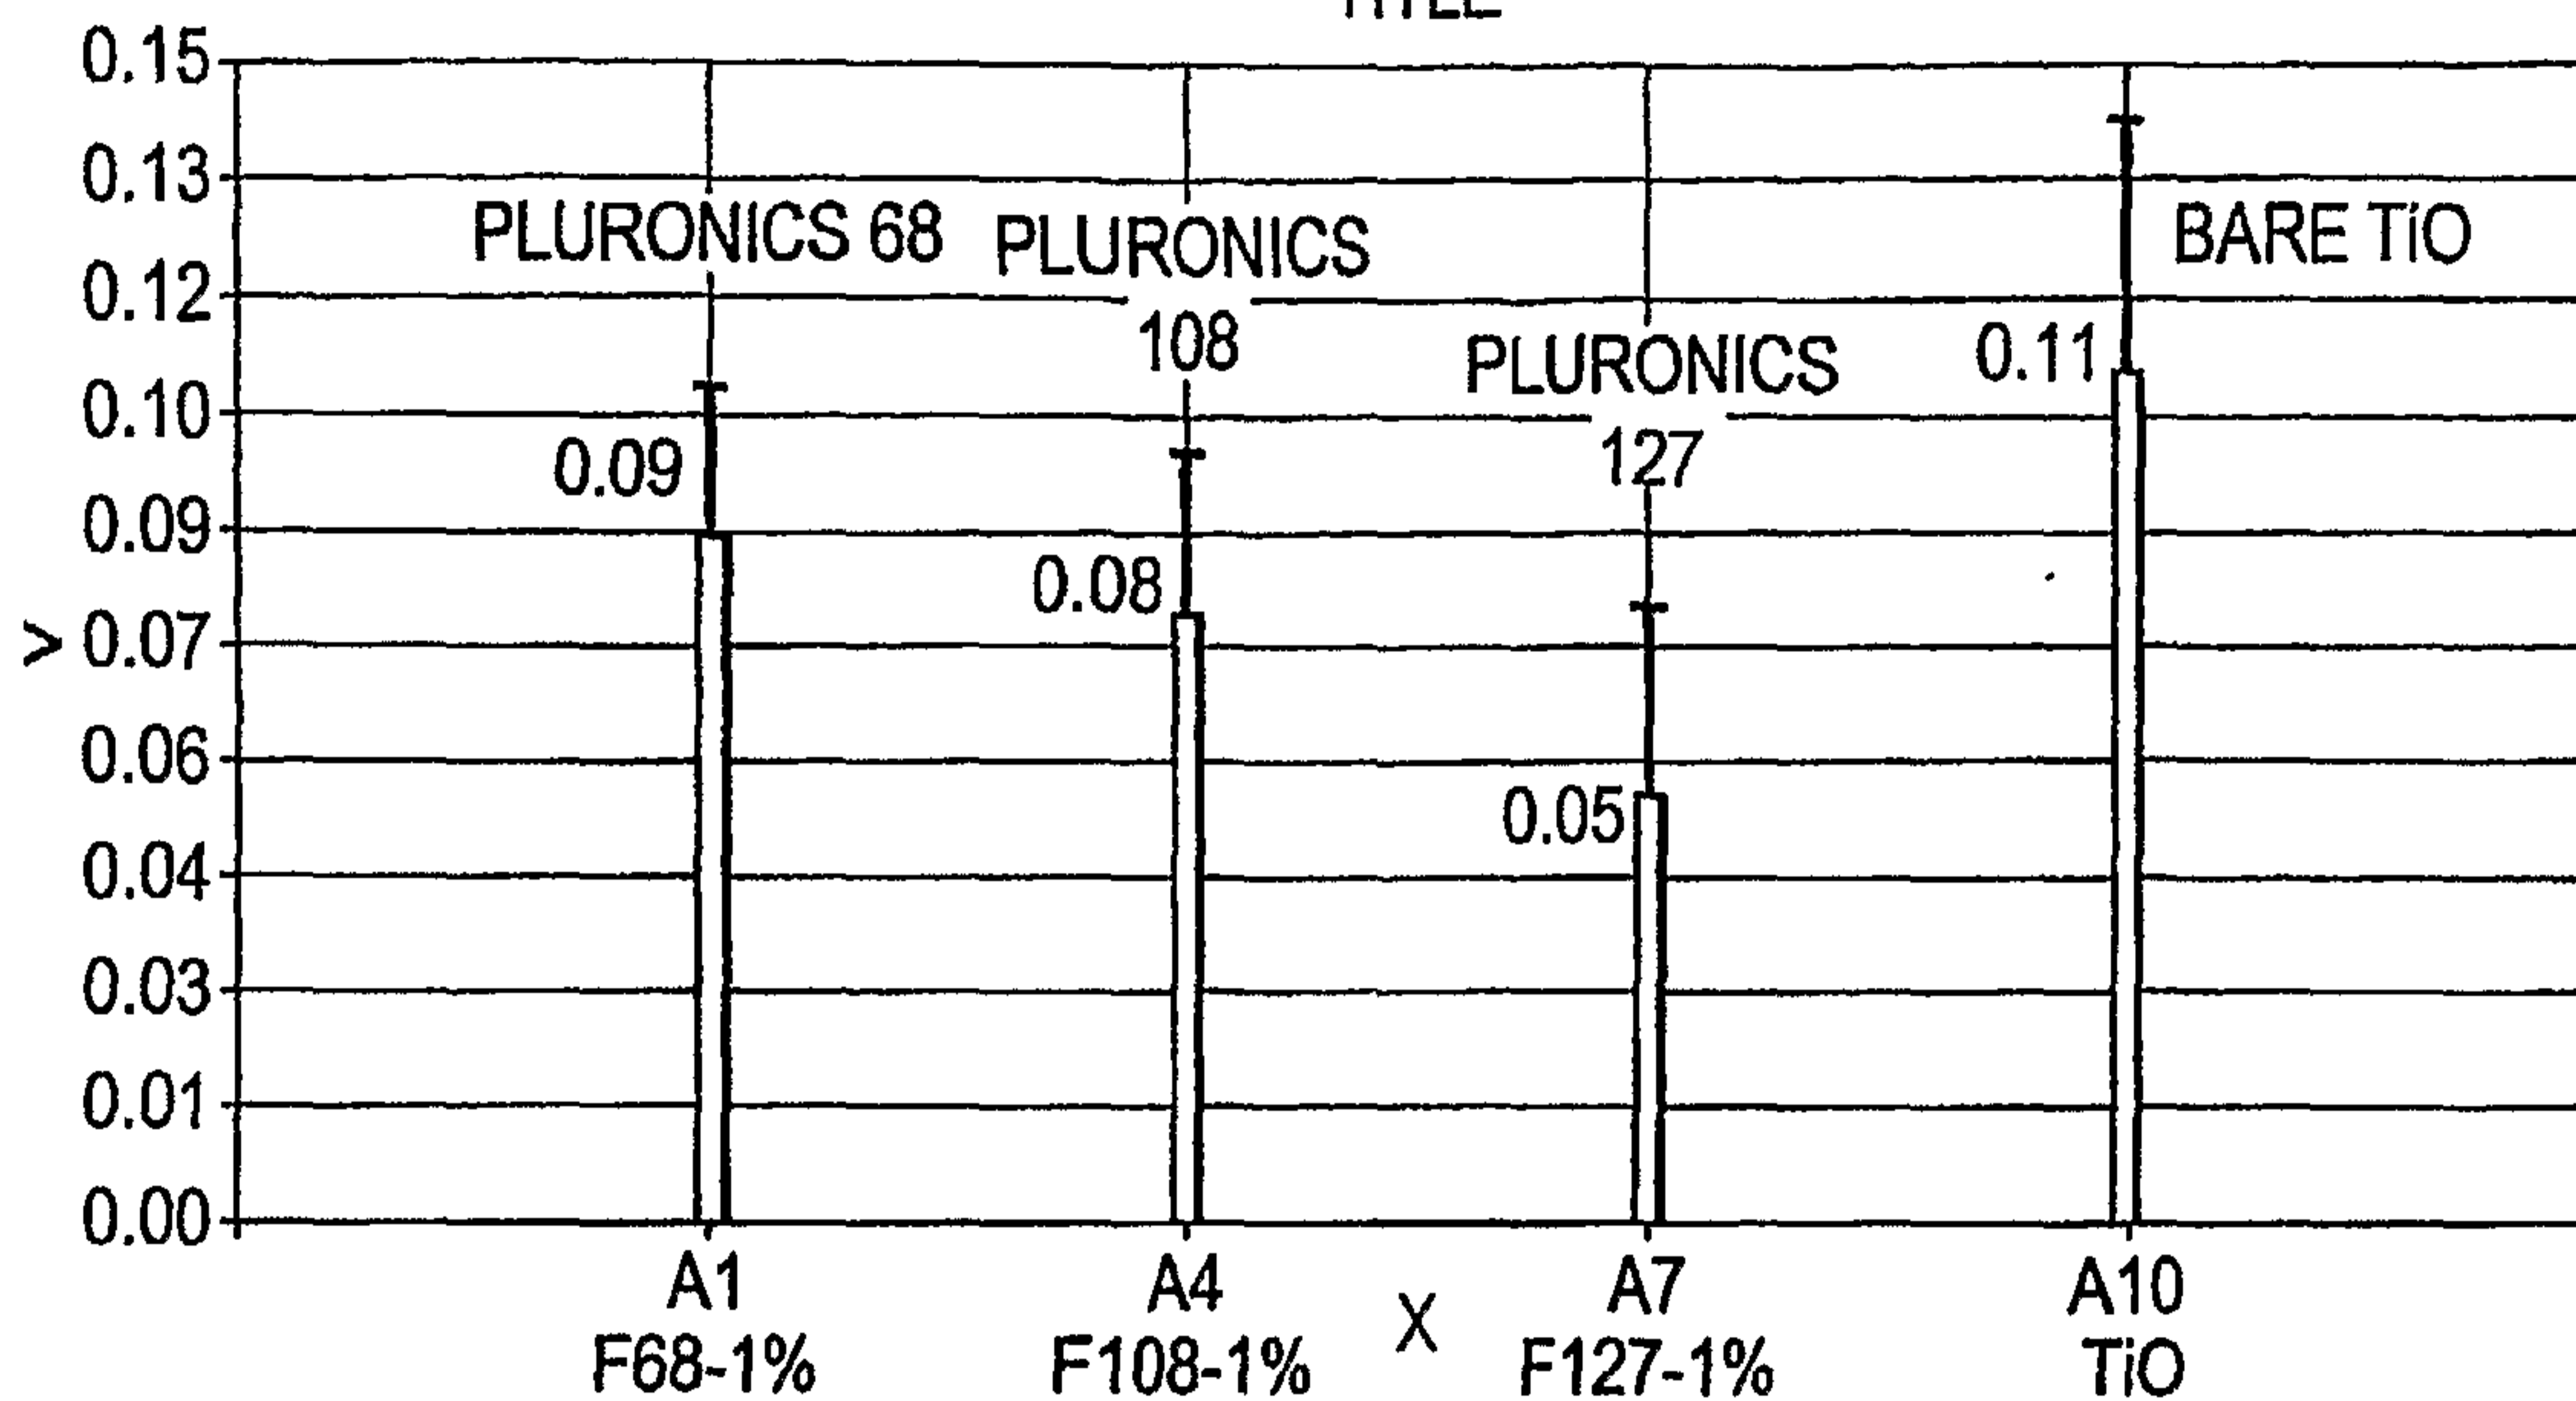 0.15
0.13
PLURONICS 68
PLURONICS
108
BARE TiO
0.12
0.11
PLURONICS
127
0.10
0.09
0.09
0.08
V
0.07
0.06
0.05
0.04
0.03
0.01
0.00
A1
A4
X
A7
A10
F68-1%
F108-1%
F127-1%
TiO